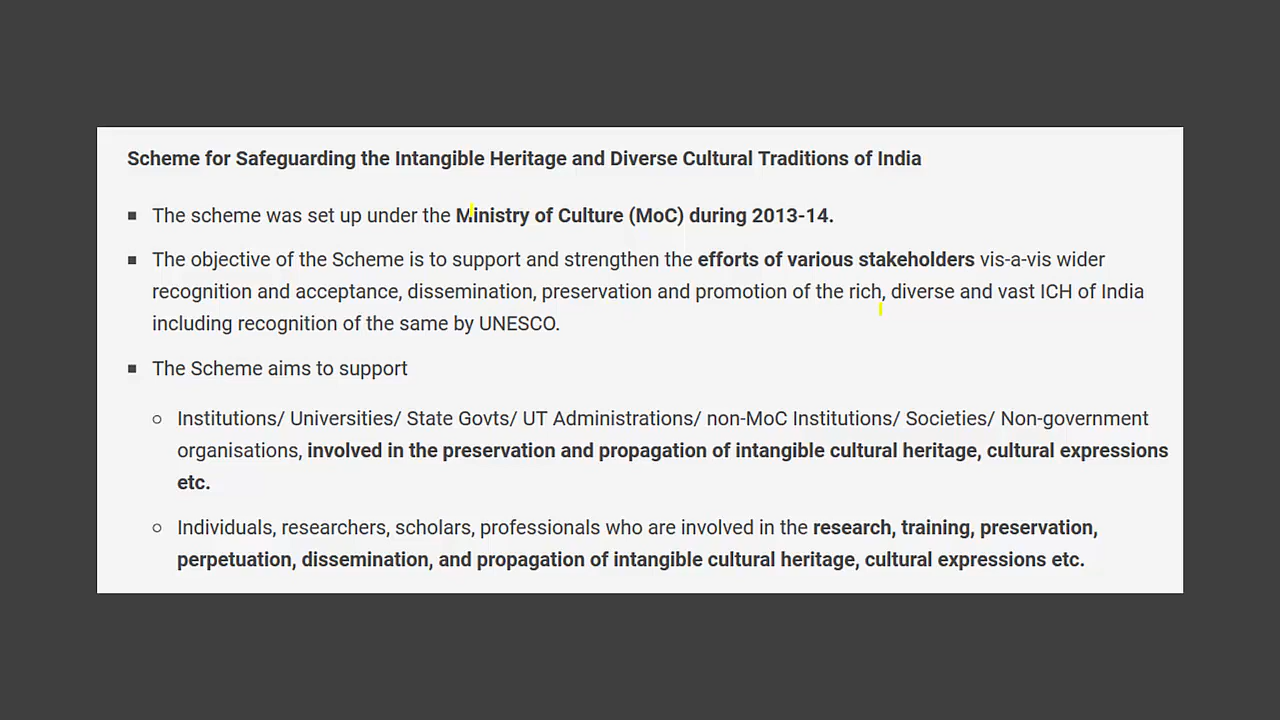 Scheme for Safeguarding the Intangible Heritage and Diverse Cultural Traditions of India
The scheme was set up under the Ministry of Culture (MoC) during 2013-14.
The objective of the Scheme is to support and strengthen the efforts of various stakeholders vis-a-vis wider
recognition and acceptance, dissemination, preservation and promotion of the rich, diverse and vast ICH of India
including recognition of the same by UNESCO.
The Scheme aims to support
Institutions/ Universities/ State Govts/ UT Administrations/ non-MoC Institutions/ Societies/ Non-government
organisations, involved in the preservation and propagation of intangible cultural heritage, cultural expressions
etc.
Individuals, researchers, scholars, professionals who are involved in the research, training, preservation,
perpetuation, dissemination, and propagation of intangible cultural heritage, cultural expressions etc.